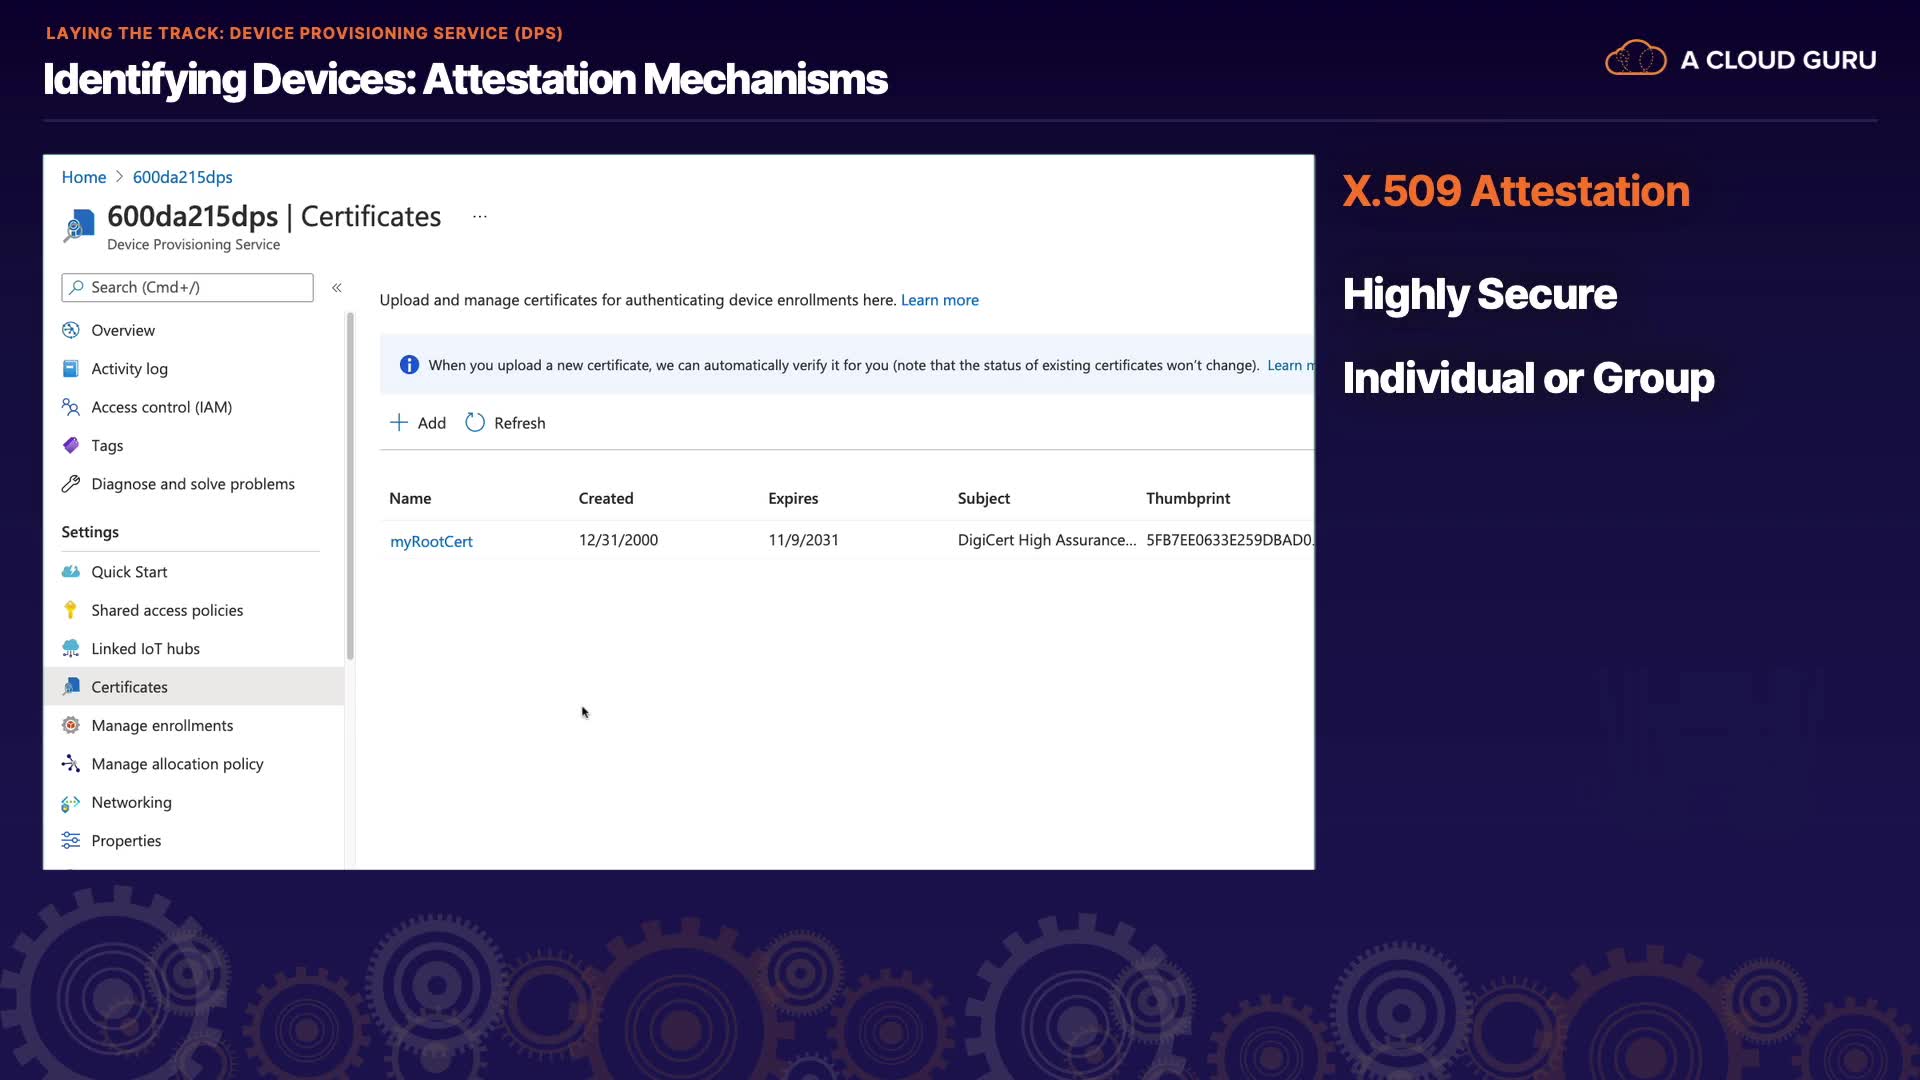 LAYING THE TRACK: DEVICE PROVISIONING SERVICE (DPS)
Identifying Devices: Attestation Mechanisms
A CLOUD GURU
Home > 600da215dps
600da215dps | Certificates ...
Device Provisioning Service
Search (Cmd+/) «
Overview
Activity log
Access control (IAM)
Tags
Diagnose and solve problems
Settings
Quick Start
Shared access policies
Linked IoT hubs
Certificates
Manage enrollments
Manage allocation policy
Networking
Properties
Upload and manage certificates for authenticating device enrollments here. Learn more
When you upload a new certificate, we can automatically verify it for you (note that the status of existing certificates won't change). Learn m
+ Add Refresh
Name Created Expires Subject Thumbprint
myRootCert 12/31/2000 11/9/2031 DigiCert High Assurance... 5FB7EE0633E259DBAD0.
X.509 Attestation
Highly Secure
Individual or Group